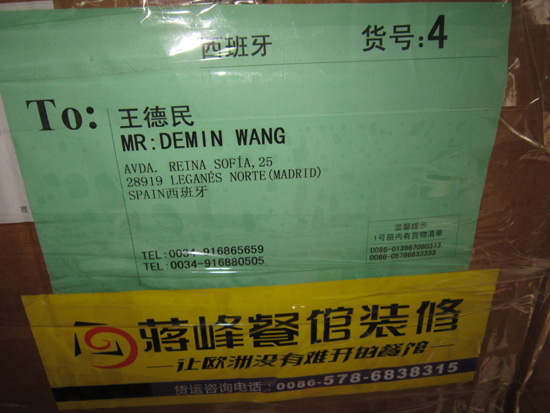 西班牙 货号:4
To: 王德民
MR:DEMIN WANG
AVDA. REINA SOFÍA,25
28919 LEGANÉS NORTE(MADRID)
SPAIN西班牙
温馨提示
1号箱内有货物清单
0086-013967090373
0086-05786833333
TEL:0034-916865659
TEL:0034-916880505
蒋峰餐馆装修
让欧洲没有难开的餐馆
货运咨询电话:0086-578-6838315